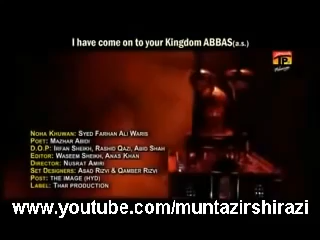 I have come on to your Kingdom ABBAS(a.s.)
TP
Noha Khuwan: Syed Farhan Ali Waris
Poet: Mazhar Abidi
D.O.P: Irfan Sheikh, Rashid Qazi, Abid Shah
Editor: Waseem Sheikh, Anas Khan
Director: Nusrat Amiri
Set Designers: Asad Rizvi & Qamber Rizvi
Post: The Image (HYD)
Label: Thar Production
www.youtube.com/muntazirshirazi